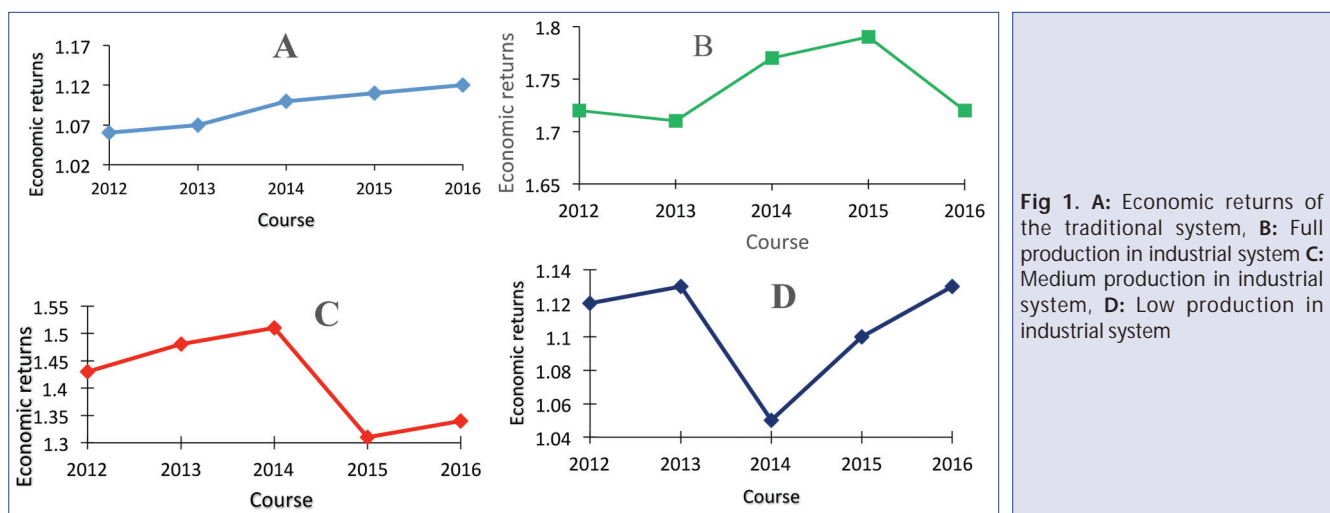 A
Economic returns
1.17
1.12
1.07
1.02
2012 2013 2014 2015 2016
Course
B
Economic returns
1.8
1.75
1.7
1.65
2012 2013 2014 2015 2016
Course
C
Economic returns
1.55
1.5
1.45
1.4
1.35
1.3
2012 2013 2014 2015 2016
Course
D
Economic returns
1.14
1.12
1.1
1.08
1.06
1.04
2012 2013 2014 2015 2016
Course
Fig 1. A: Economic returns of
the traditional system, B: Full
production in industrial system C:
Medium production in industrial
system, D: Low production in
industrial system